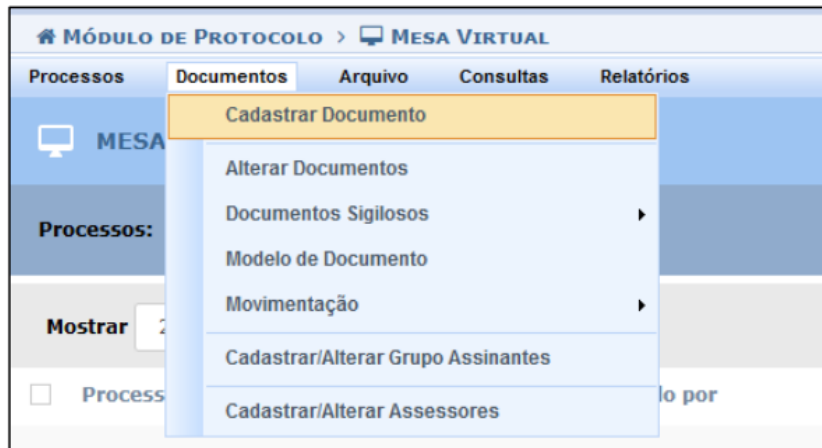 MÓDULO DE PROTOCOLO > MESA VIRTUAL
Processos Documentos Arquivo Consultas Relatórios
Cadastrar Documento
MESA
Alterar Documentos
Documentos Sigilosos
Processos:
Modelo de Documento
Movimentação
Mostrar
Cadastrar/Alterar Grupo Assinantes
Process lo por
Cadastrar/Alterar Assessores